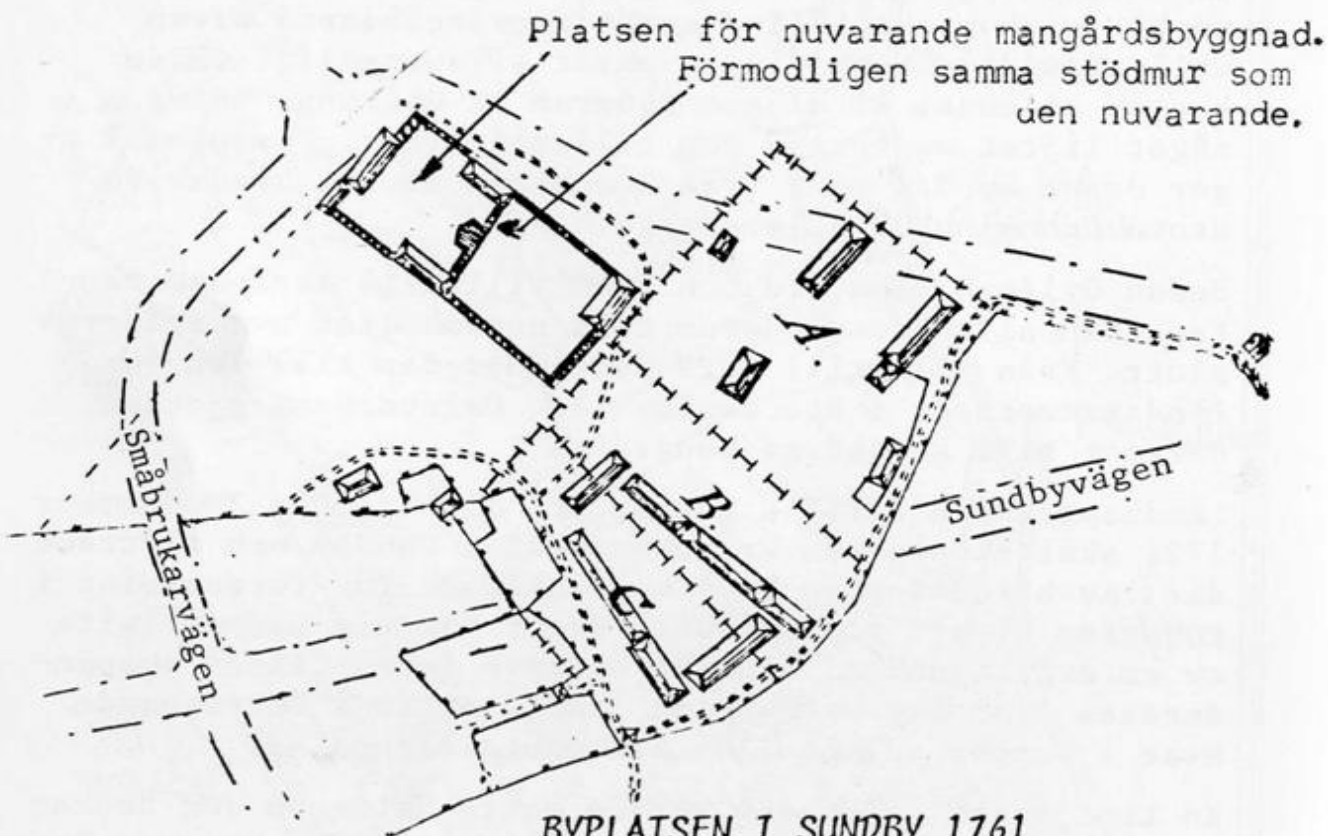 Platsen för nuvarande mangårdsbyggnad.
Förmodligen samma stödmur som
den nuvarande.
A
B
C
Sundbyvägen
Småbrukarvägen
BYPLATSEN I SUNDBY 1761